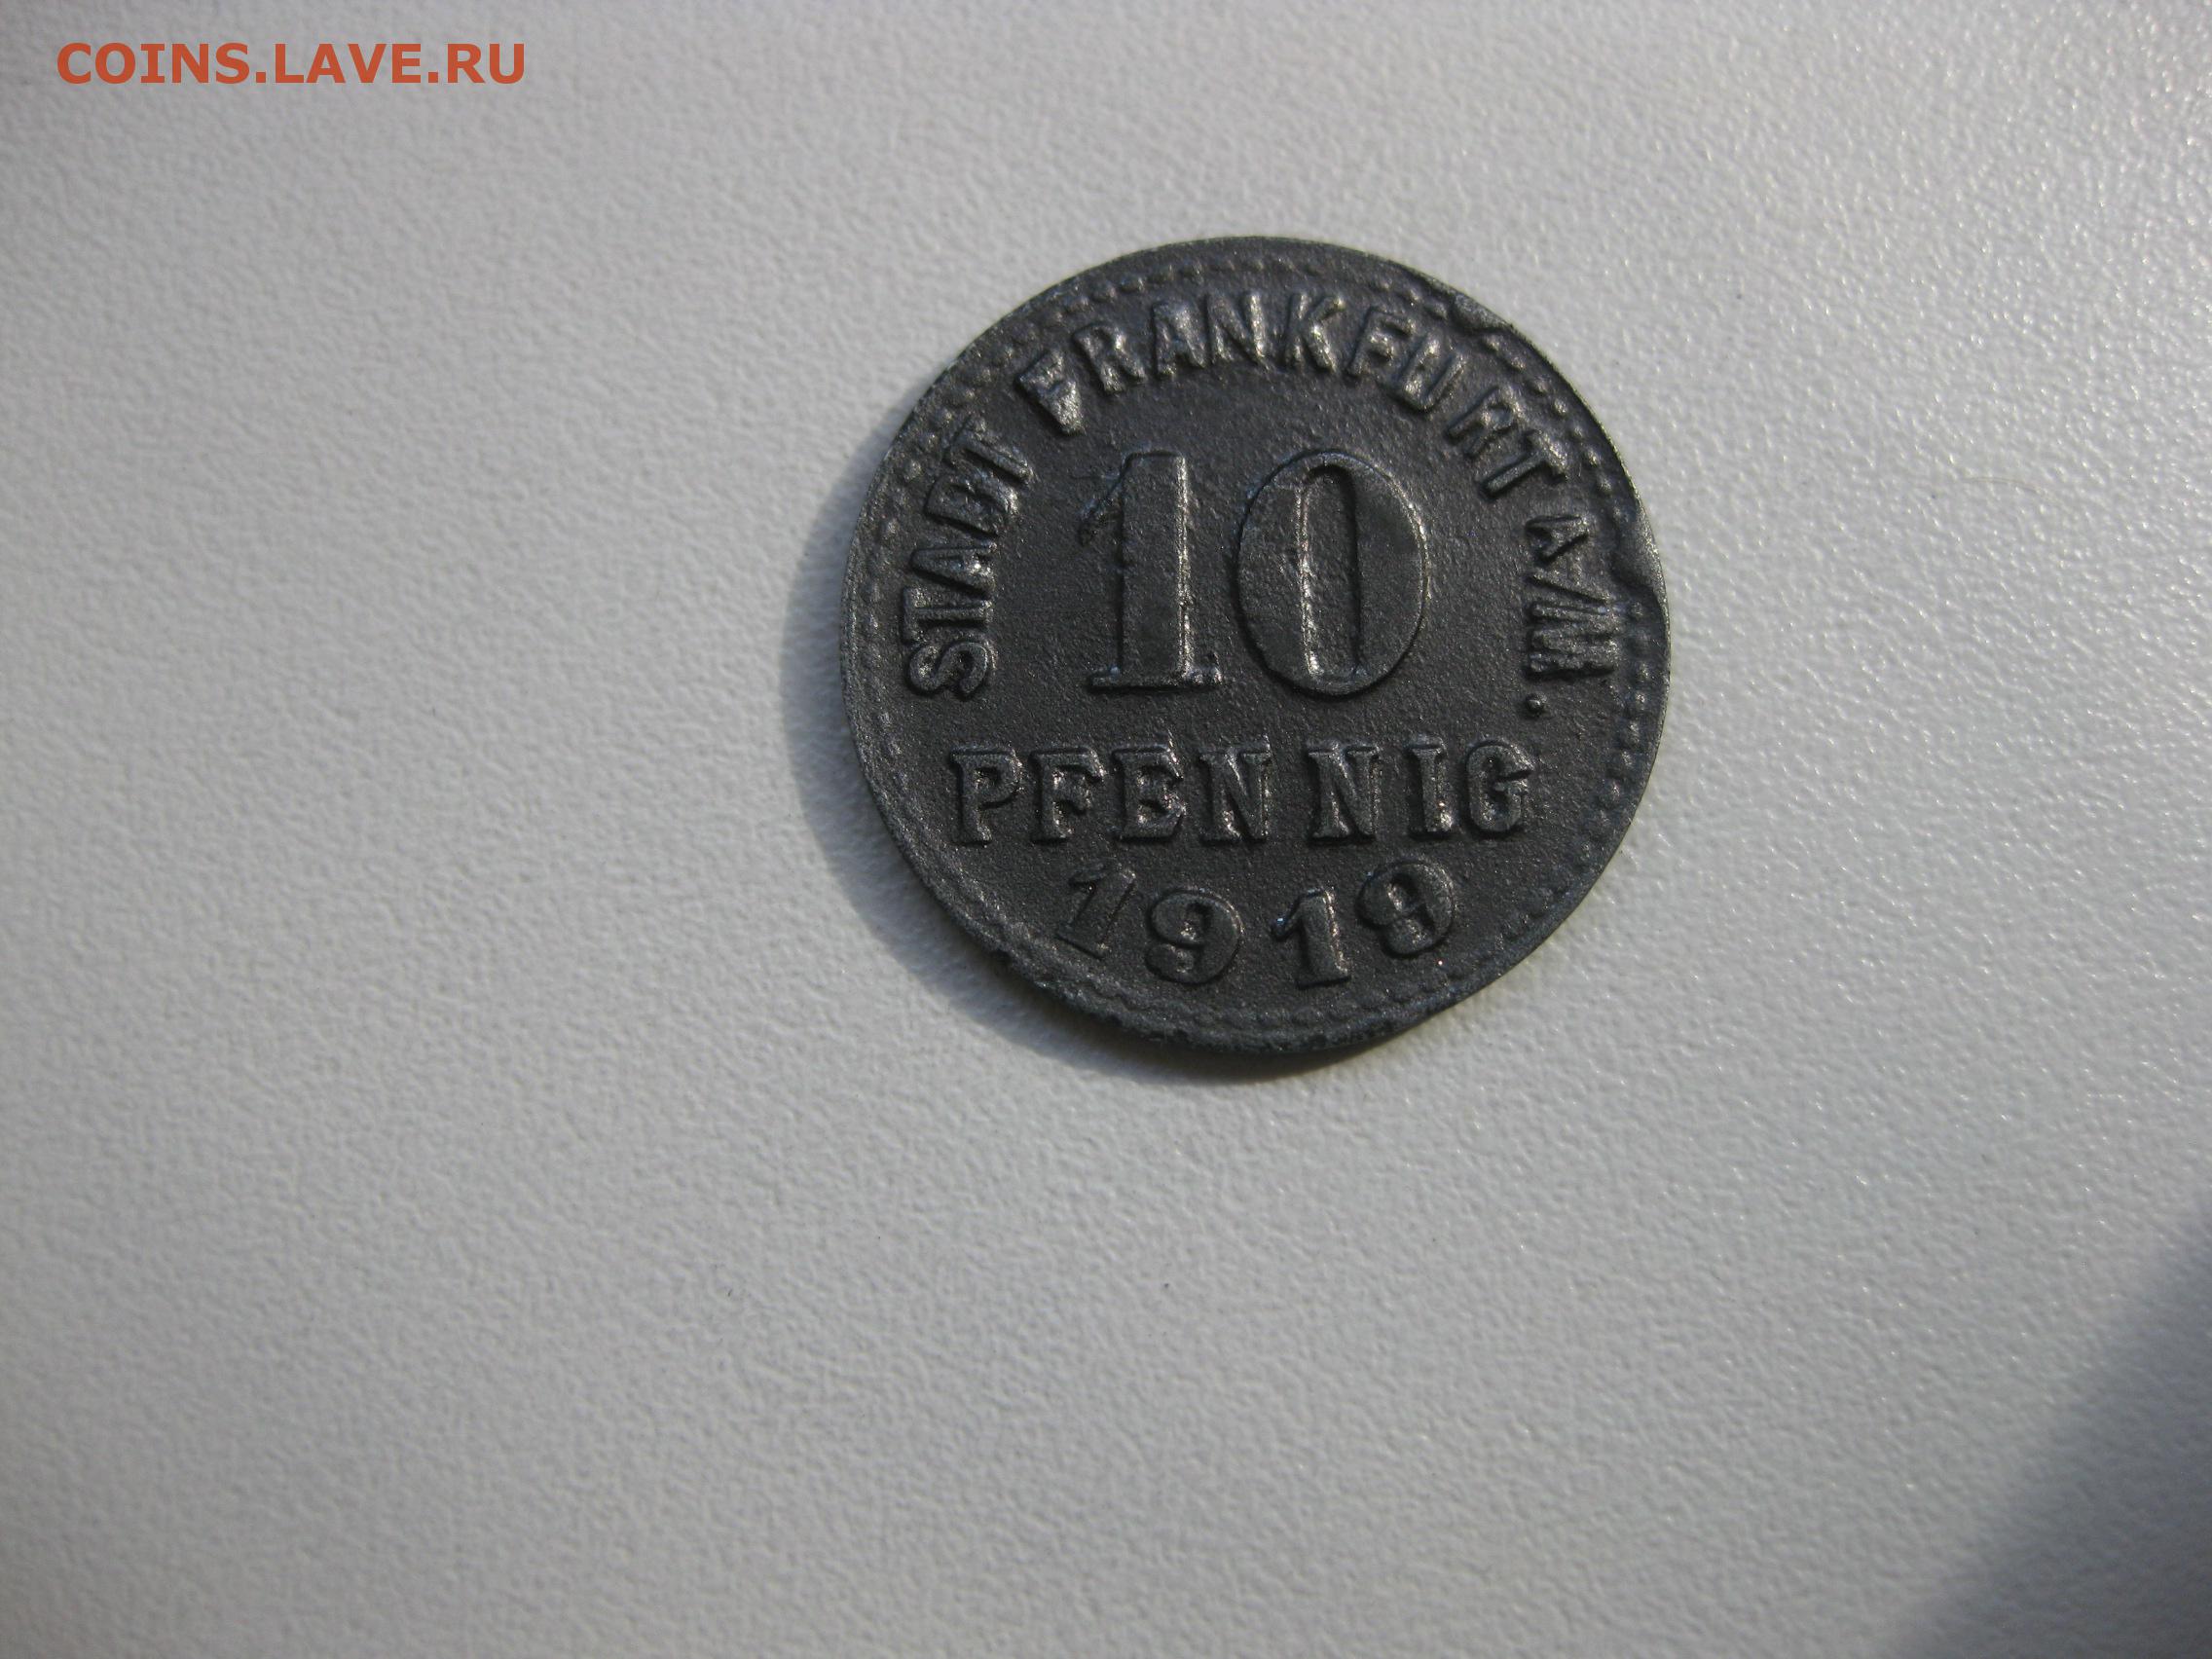 COINS.LAVE.RU
STADT FRANKFURT A/M.
10
PFENNIG
1919